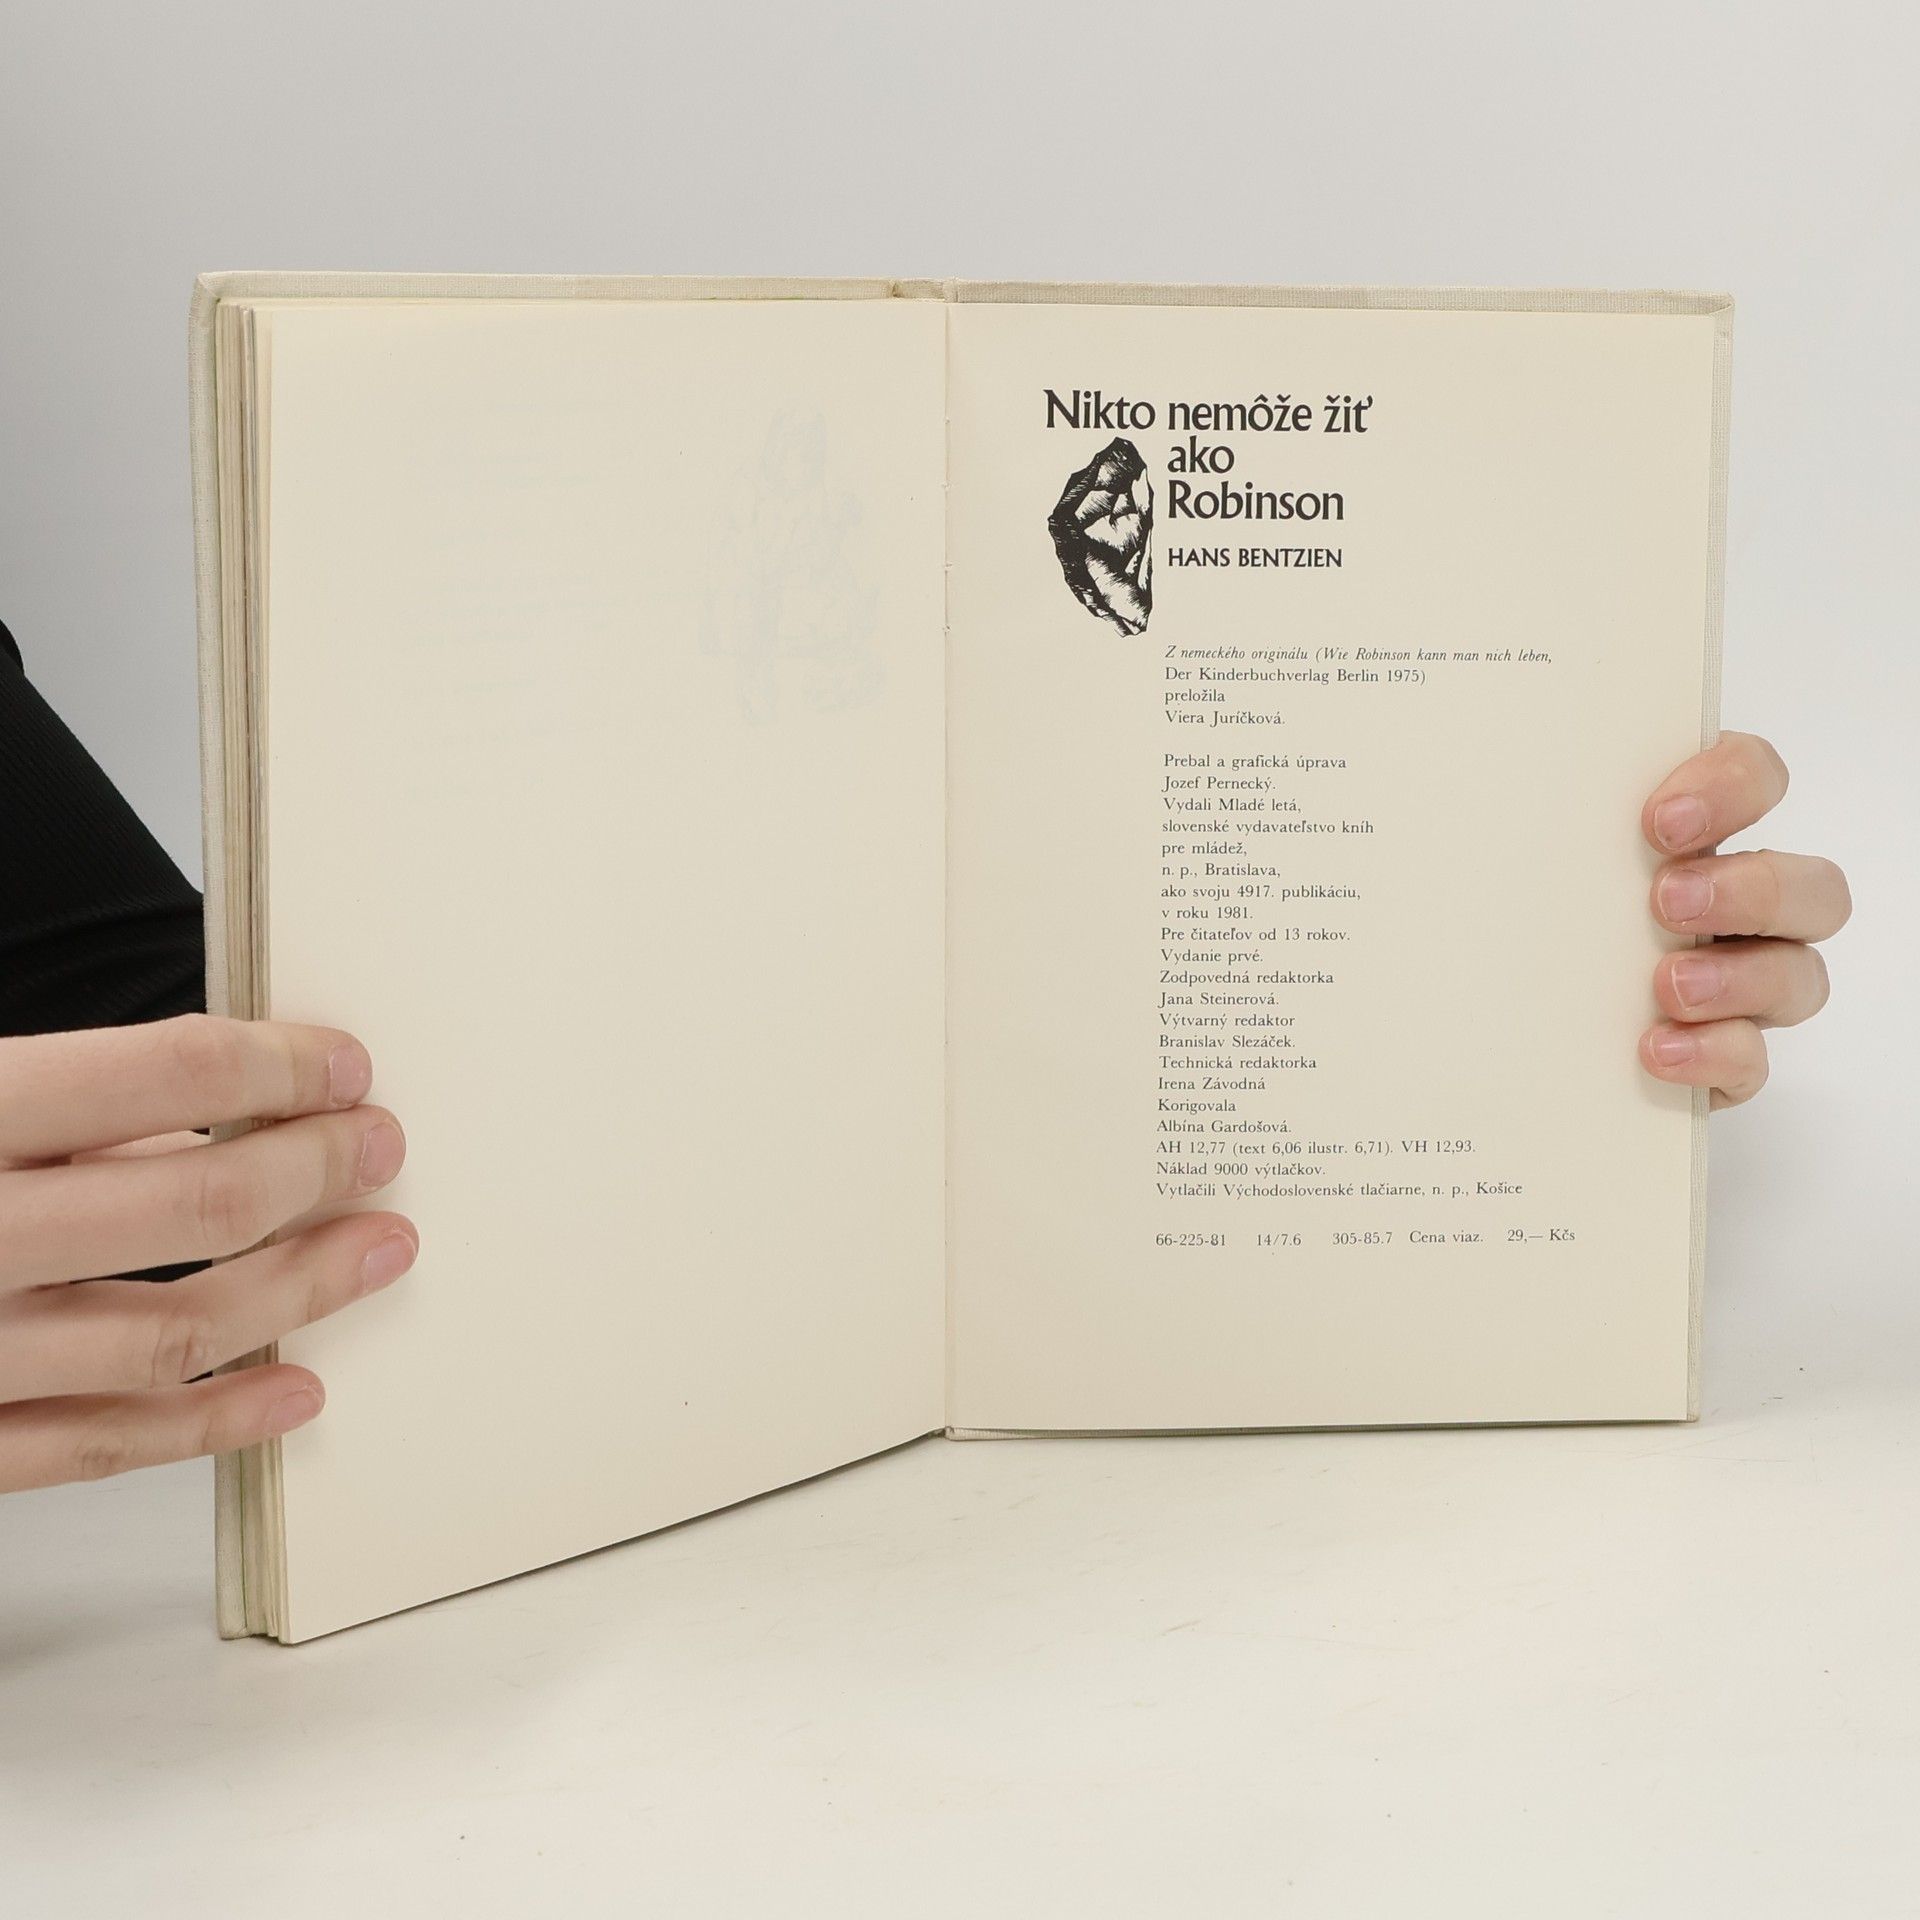 Nikto nemôže žiť
ako
Robinson
HANS BENTZIEN
Z nemeckého originálu (Wie Robinson kann man nich leben,
Der Kinderbuchverlag Berlin 1975)
preložila
Viera Juríčková.
Prebal a grafická úprava
Jozef Pernecký.
Vydali Mladé letá,
slovenské vydavateľstvo kníh
pre mládež,
n. p., Bratislava,
ako svoju 4917. publikáciu,
v roku 1981.
Pre čitateľov od 13 rokov.
Vydanie prvé.
Zodpovedná redaktorka
Jana Steinerová.
Výtvarný redaktor
Branislav Slezáček.
Technická redaktorka
Irena Závodná
Korigovala
Albína Gardošová.
AH 12,77 (text 6,06 ilustr. 6,71). VH 12,93.
Náklad 9000 výtlačkov.
Vytlačili Východoslovenské tlačiarne, n. p., Košice
66-225-81 14/7.6 305-85.7 Cena viaz. 29,— Kčs